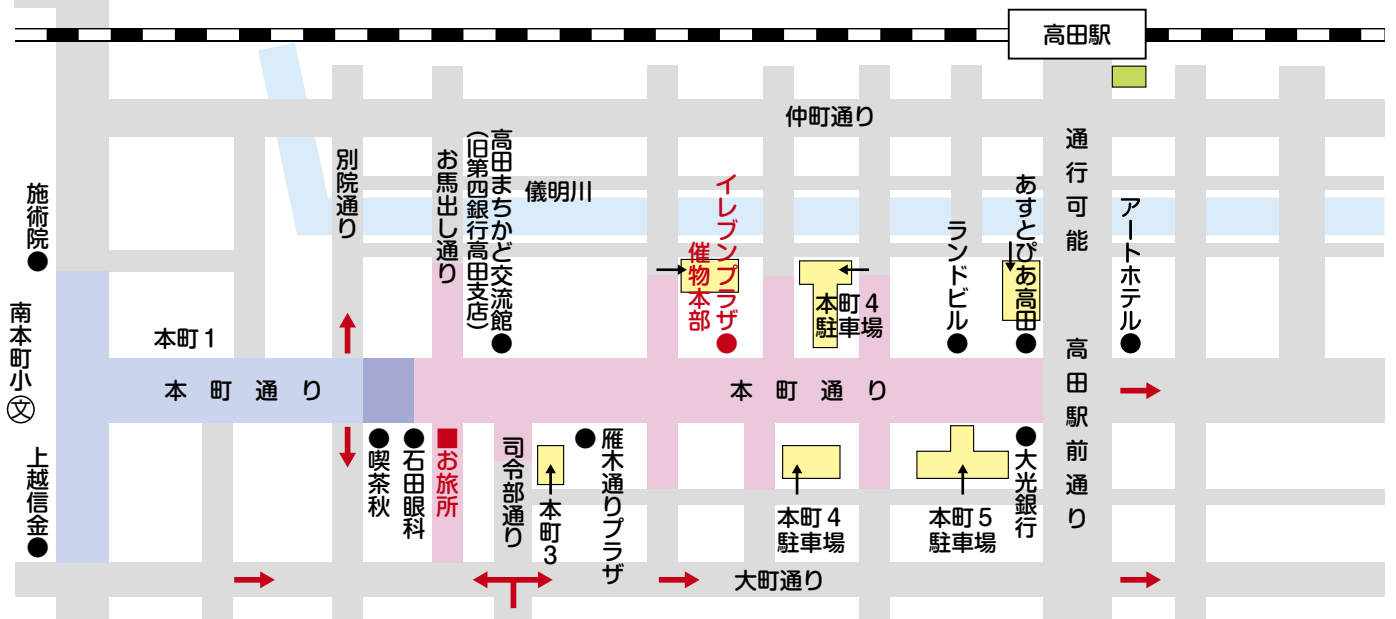 高田駅
仲町通り
別院通り
お馬出し通り
高田まちかど交流館
(旧第四銀行高田支店)
儀明川
イレブンプラザ
催物本部
ランドビル
あすとぴあ高田
通行可能
アートホテル
施術院
南本町小
文
上越信金
本町1
本町通り
本町4
駐車場
本町通り
高田駅前通り
喫茶秋
石田眼科
お旅所
司令部通り
本町3
雁木通りプラザ
本町4
駐車場
本町5
駐車場
大光銀行
大町通り